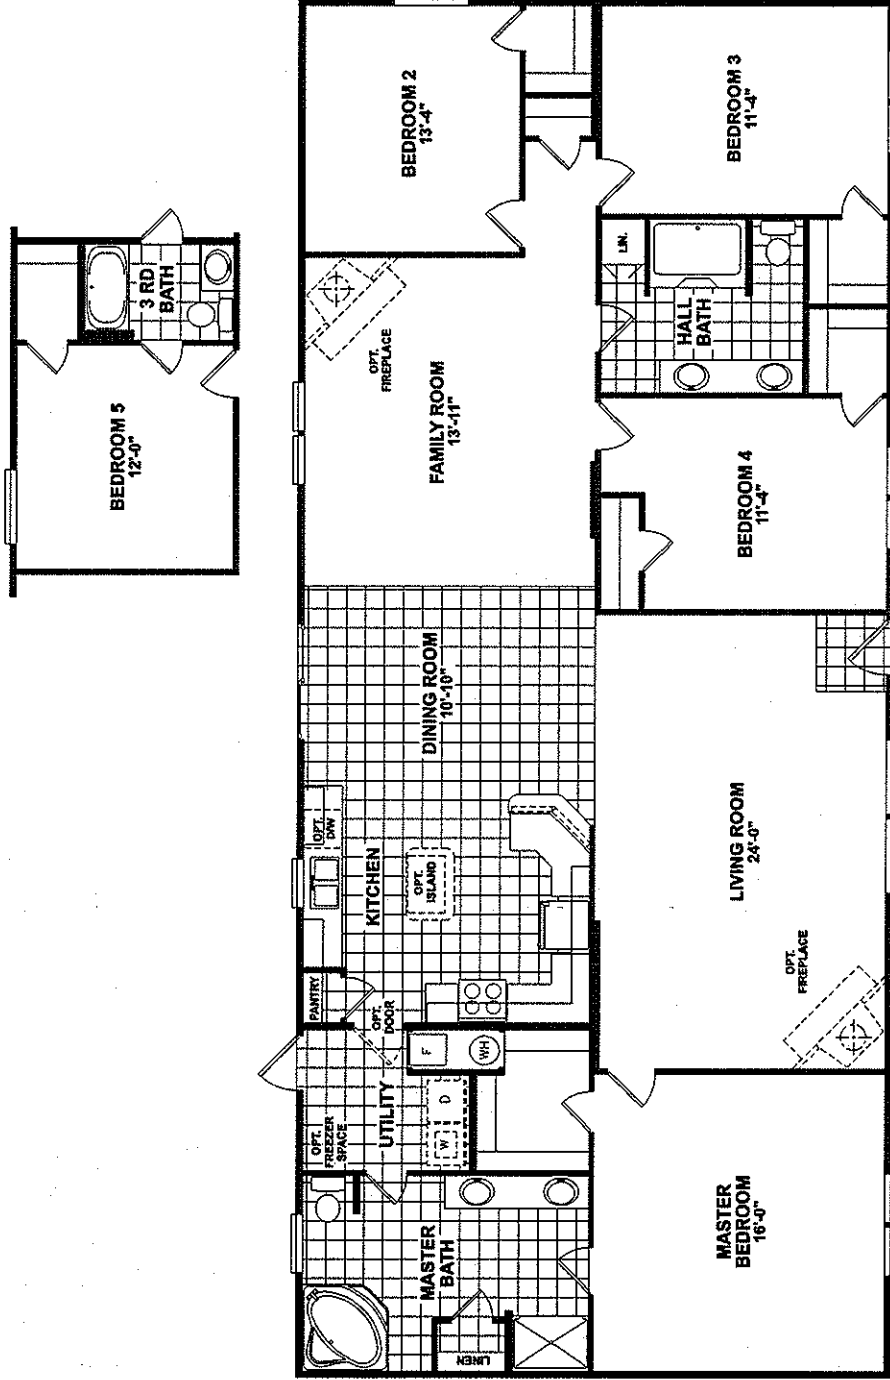 BEDROOM 5
12'-0"
3 RD
BATH
BEDROOM 2
13'-4"
BEDROOM 3
11'-4"
OPT.
FIREPLACE
FAMILY ROOM
13'-11"
LIN.
HALL
BATH
BEDROOM 4
11'-4"
DINING ROOM
10'-10"
OPT.
D/W
KITCHEN
OPT.
ISLAND
LIVING ROOM
24'-0"
OPT.
FIREPLACE
PANTRY
OPT.
DOOR
F
WH
UTILITY
D
W
OPT.
FREEZER
SPACE
MASTER
BATH
LINEN
MASTER
BEDROOM
16'-0"